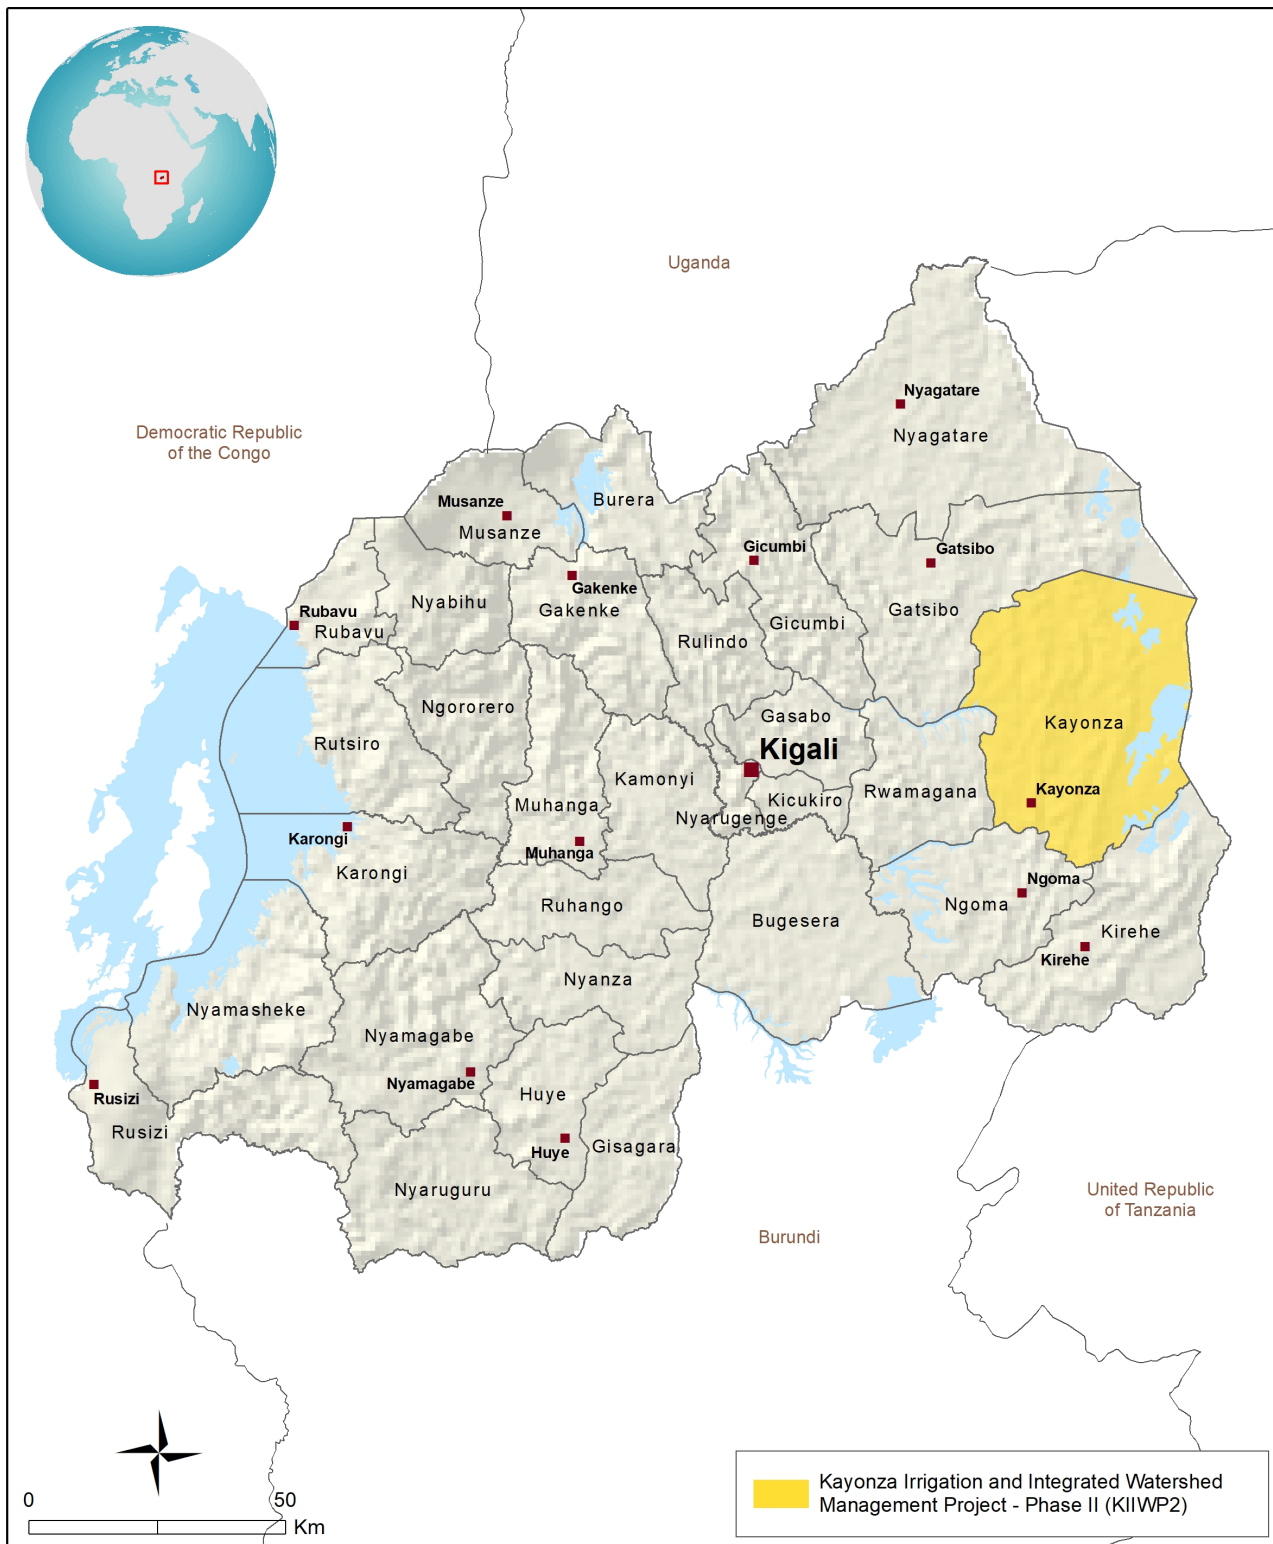 Uganda
Democratic Republic
of the Congo
Nyagatare
Nyagatare
Musanze
Musanze
Burera
Gicumbi
Gatsibo
Gakenke
Gakenke
Nyabihu
Rubavu
Rubavu
Rulindo
Gicumbi
Gatsibo
Ngororero
Gasabo
Kayonza
Rutsiro
Kigali
Kamonyi
Rwamagana
Kayonza
Muhanga
Kicukiro
Nyarugenge
Karongi
Muhanga
Karongi
Ngoma
Ngoma
Ruhango
Bugesera
Kirehe
Kirehe
Nyanza
Nyamasheke
Nyamagabe
Nyamagabe
Huye
Rusizi
Rusizi
Huye
Gisagara
Nyaruguru
United Republic
of Tanzania
Burundi
0 50
Km
Kayonza Irrigation and Integrated Watershed
Management Project - Phase II (KIIWP2)